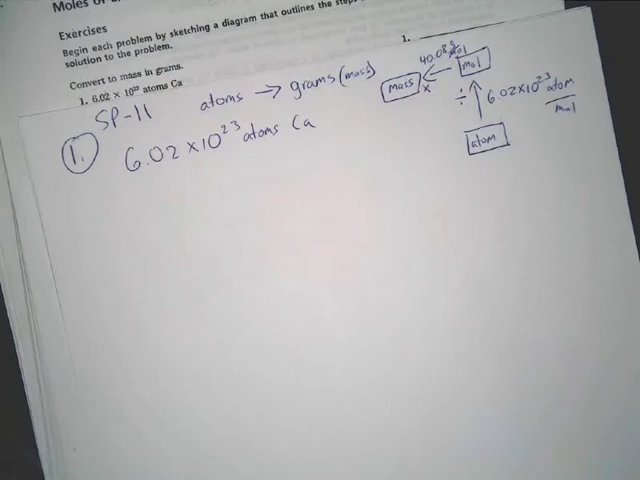 Moles
Exercises
Begin each problem by sketching a diagram that outlines the steps
solution to the problem.
Convert to mass in grams.
1. 6.02 × 10²³ atoms Ca
1.
SP-11
atoms → grams (mass)
1. 6.02 × 10²³ atoms Ca
40.08 g/mol
mass ← mol
×
÷ ↑ 6.02×10²³ atom
mol
atom